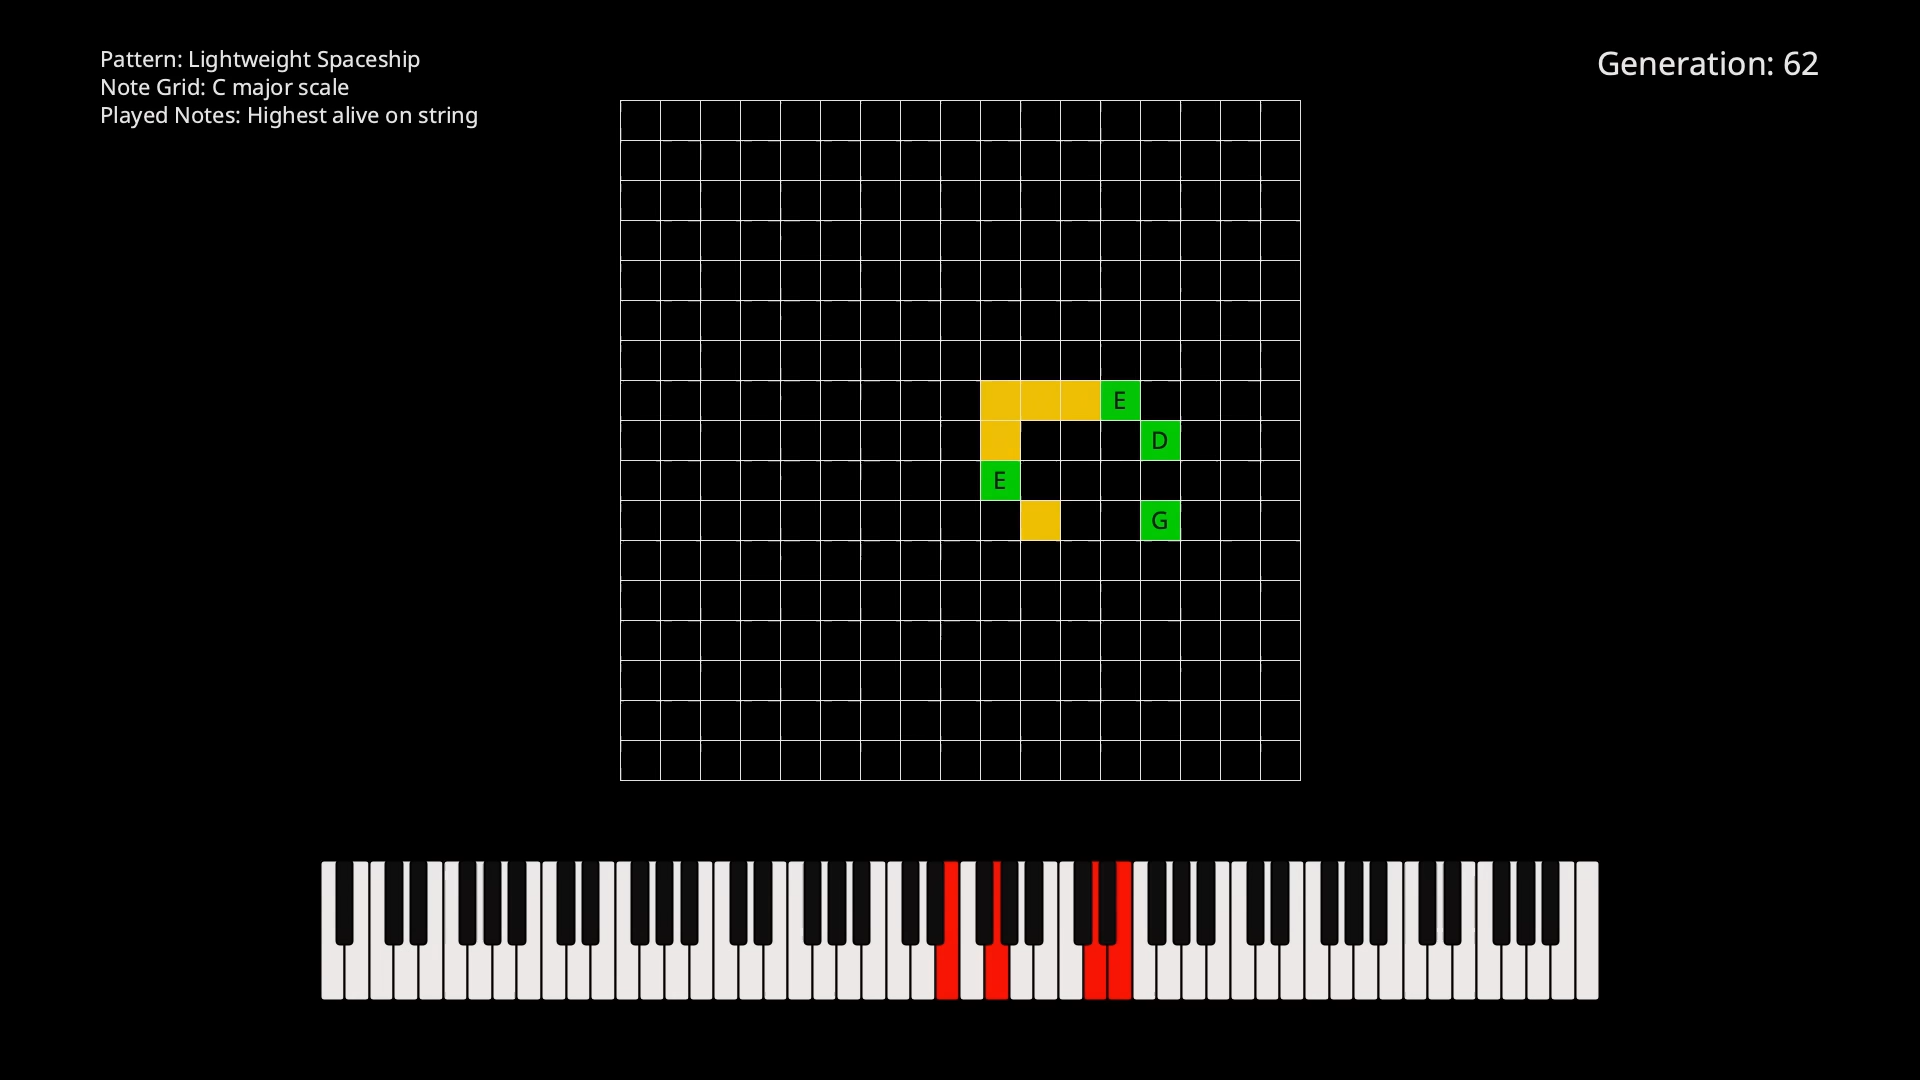 Pattern: Lightweight Spaceship
Note Grid: C major scale
Played Notes: Highest alive on string
Generation: 62
E
D
E
G